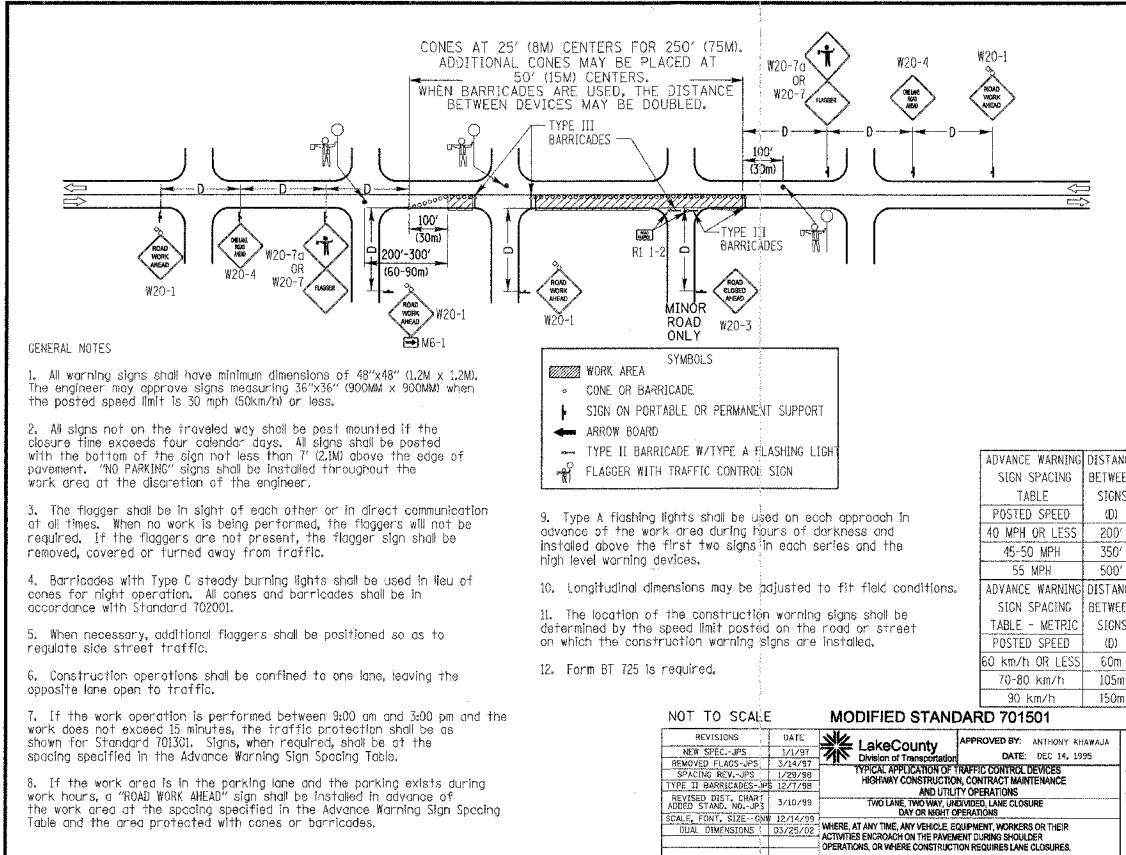 CONES AT 25' (8M) CENTERS FOR 250' (75M).
ADDITIONAL CONES MAY BE PLACED AT
50' (15M) CENTERS.
WHEN BARRICADES ARE USED, THE DISTANCE
BETWEEN DEVICES MAY BE DOUBLED.
TYPE III
BARRICADES
W20-7a
OR
W20-7
FLAGGER
W20-4
ONE LANE
ROAD
AHEAD
W20-1
ROAD
WORK
AHEAD
D
D
D
100'
(30m)
D
D
D
100'
(30m)
200'-300'
(60-90m)
D
D
D
ROAD
WORK
AHEAD
W20-1
ONE LANE
ROAD
AHEAD
W20-4
W20-7a
OR
W20-7
FLAGGER
ROAD
WORK
AHEAD
W20-1
M6-1
ROAD
WORK
AHEAD
W20-1
R11-2
TYPE III
BARRICADES
MINOR
ROAD
ONLY
ROAD
CLOSED
AHEAD
W20-3
GENERAL NOTES
1. All warning signs shall have minimum dimensions of 48"x48" (1.2M x 1.2M).
The engineer may approve signs measuring 36"x36" (900MM x 900MM) when
the posted speed limit is 30 mph (50km/h) or less.
2. All signs not on the traveled way shall be post mounted if the
closure time exceeds four calendar days. All signs shall be posted
with the bottom of the sign not less than 7' (2.1M) above the edge of
pavement. "NO PARKING" signs shall be installed throughout the
work area at the discretion of the engineer.
3. The flagger shall be in sight of each other or in direct communication
at all times. When no work is being performed, the flaggers will not be
required. If the flaggers are not present, the flagger sign shall be
removed, covered or turned away from traffic.
4. Barricades with Type C steady burning lights shall be used in lieu of
cones for night operation. All cones and barricades shall be in
accordance with Standard 702001.
5. When necessary, additional flaggers shall be positioned so as to
regulate side street traffic.
6. Construction operations shall be confined to one lane, leaving the
opposite lane open to traffic.
7. If the work operation is performed between 9:00 am and 3:00 pm and the
work does not exceed 15 minutes, the traffic protection shall be as
shown for Standard 701301. Signs, when required, shall be at the
spacing specified in the Advance Warning Sign Spacing Table.
8. If the work area is in the parking lane and the parking exists during
work hours, a "ROAD WORK AHEAD" sign shall be installed in advance of
the work area at the spacing specified in the Advance Warning Sign Spacing
Table and the area protected with cones or barricades.
SYMBOLS
WORK AREA
CONE OR BARRICADE
SIGN ON PORTABLE OR PERMANENT SUPPORT
ARROW BOARD
TYPE II BARRICADE W/TYPE A FLASHING LIGHT
FLAGGER WITH TRAFFIC CONTROL SIGN
9. Type A flashing lights shall be used on each approach in
advance of the work area during hours of darkness and
installed above the first two signs in each series and the
high level warning devices.
10. Longitudinal dimensions may be adjusted to fit field conditions.
11. The location of the construction warning signs shall be
determined by the speed limit posted on the road or street
on which the construction warning signs are installed.
12. Form BT 725 is required.
ADVANCE WARNING DISTANC
SIGN SPACING BETWEE
TABLE SIGNS
POSTED SPEED (D)
40 MPH OR LESS 200'
45-50 MPH 350'
55 MPH 500'
ADVANCE WARNING DISTANC
SIGN SPACING BETWEE
TABLE - METRIC SIGNS
POSTED SPEED (D)
60 km/h OR LESS 60m
70-80 km/h 105m
90 km/h 150m
NOT TO SCALE
MODIFIED STANDARD 701501
REVISIONS DATE
NEW SPEC.-JPS 1/1/97
REMOVED FLAGS-JPS 3/14/97
SPACING REV.-JPS 1/29/98
TYPE II BARRICADES-JPS 12/7/98
REVISED DIST. CHART
ADDED STAND. NO.-JPS 3/10/99
SCALE, FONT, SIZE--GNW 12/14/99
DUAL DIMENSIONS 03/25/02
LakeCounty
Division of Transportation
APPROVED BY: ANTHONY KHAWAJA
DATE: DEC 14, 1995
TYPICAL APPLICATION OF TRAFFIC CONTROL DEVICES
HIGHWAY CONSTRUCTION, CONTRACT MAINTENANCE
AND UTILITY OPERATIONS
TWO LANE, TWO WAY, UNDIVIDED, LANE CLOSURE
DAY OR NIGHT OPERATIONS
WHERE, AT ANY TIME, ANY VEHICLE, EQUIPMENT, WORKERS OR THEIR
ACTIVITIES ENCROACH ON THE PAVEMENT DURING SHOULDER
OPERATIONS, OR WHERE CONSTRUCTION REQUIRES LANE CLOSURES.